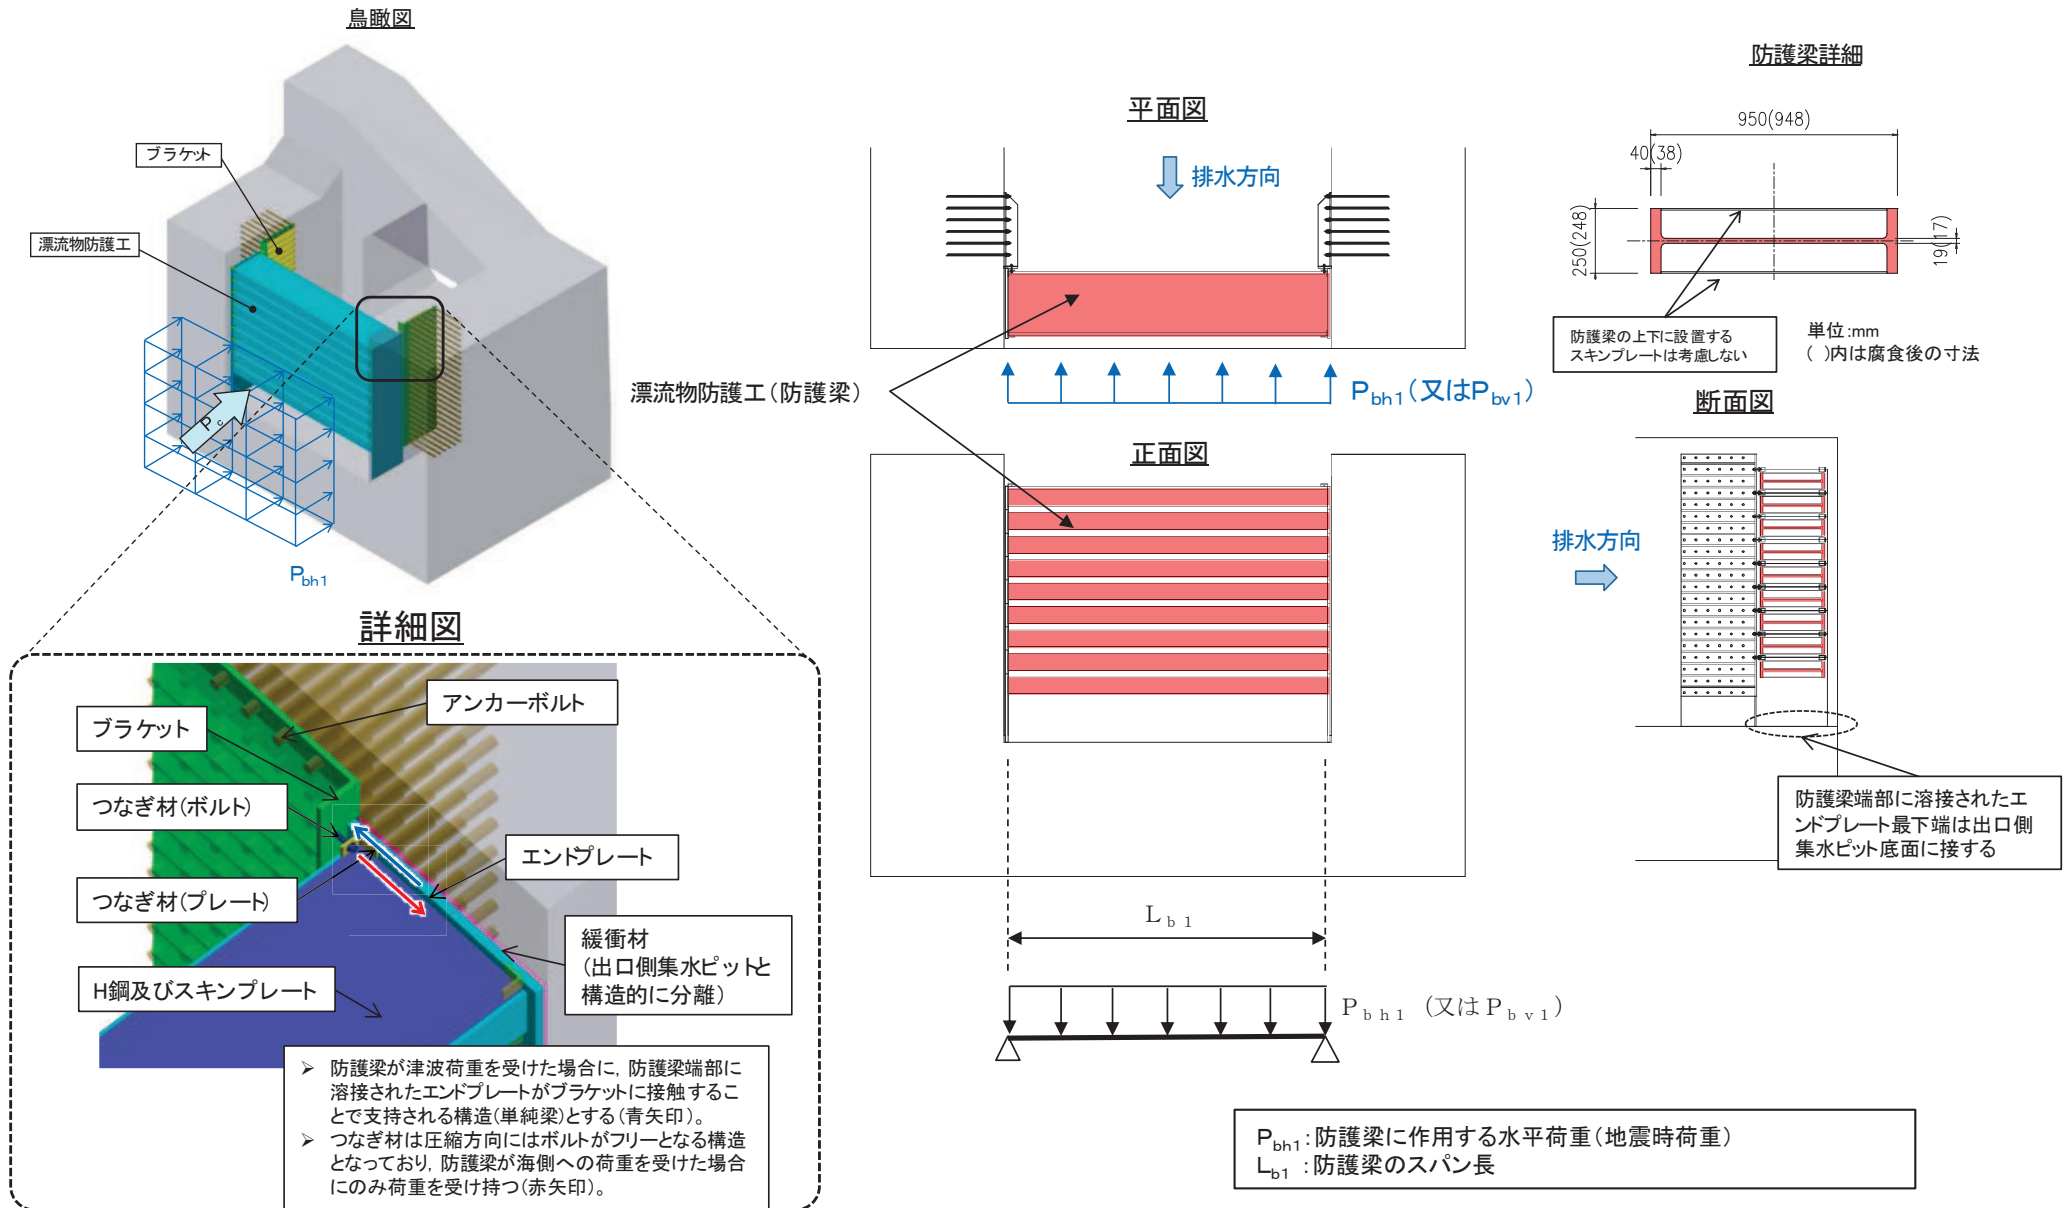 鳥瞰図
ブラケット
漂流物防護工
Pc
Pbh1
詳細図
アンカーボルト
ブラケット
つなぎ材(ボルト)
エンドプレート
つなぎ材(プレート)
緩衝材
(出口側集水ピットと
構造的に分離)
H鋼及びスキンプレート
➢ 防護梁が津波荷重を受けた場合に，防護梁端部に
溶接されたエンドプレートがブラケットに接触するこ
とで支持される構造(単純梁)とする(青矢印)。
➢ つなぎ材は圧縮方向にはボルトがフリーとなる構造
となっており，防護梁が海側への荷重を受けた場合
にのみ荷重を受け持つ(赤矢印)。
平面図
排水方向
漂流物防護工(防護梁)
Pbh1(又はPbv1)
正面図
Lb1
Pbh1 (又はPbv1)
防護梁詳細
950(948)
40(38)
250(248)
19(17)
防護梁の上下に設置する
スキンプレートは考慮しない
単位:mm
( )内は腐食後の寸法
断面図
排水方向
防護梁端部に溶接されたエ
ンドプレート最下端は出口側
集水ピット底面に接する
Pbh1:防護梁に作用する水平荷重(地震時荷重)
Lb1 :防護梁のスパン長